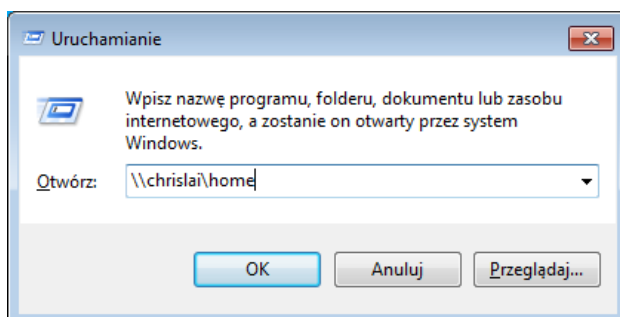 Uruchamianie
Wpisz nazwę programu, folderu, dokumentu lub zasobu
internetowego, a zostanie on otwarty przez system
Windows.
Otwórz: \\chrislai\home
OK Anuluj Przeglądaj...